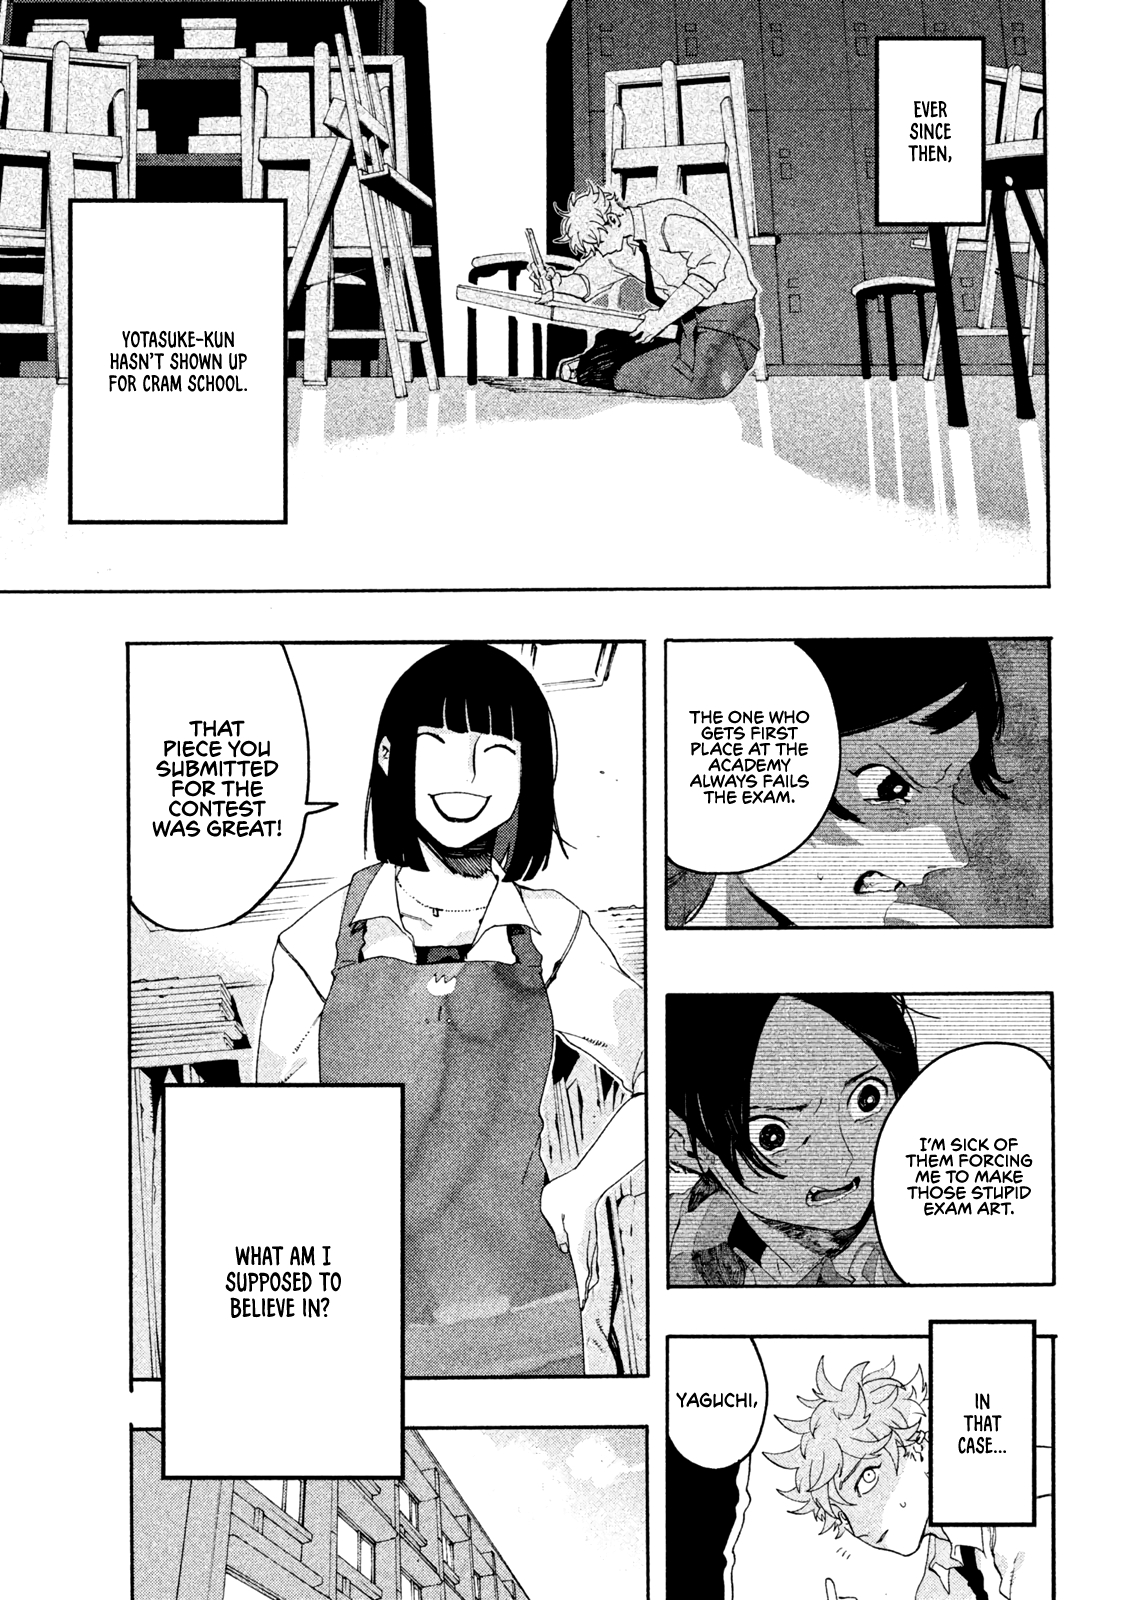 EVER
SINCE
THEN,
YOTASUKE-KUN
HASN'T SHOWN UP
FOR CRAM SCHOOL.
THE ONE WHO
GETS FIRST
PLACE AT THE
ACADEMY
ALWAYS FAILS
THE EXAM.
I'M SICK OF
THEM FORCING
ME TO MAKE
THOSE STUPID
EXAM ART.
IN
THAT
CASE...
YAGUCHI,
THAT
PIECE YOU
SUBMITTED
FOR THE
CONTEST
WAS GREAT!
WHAT AM I
SUPPOSED TO
BELIEVE IN?